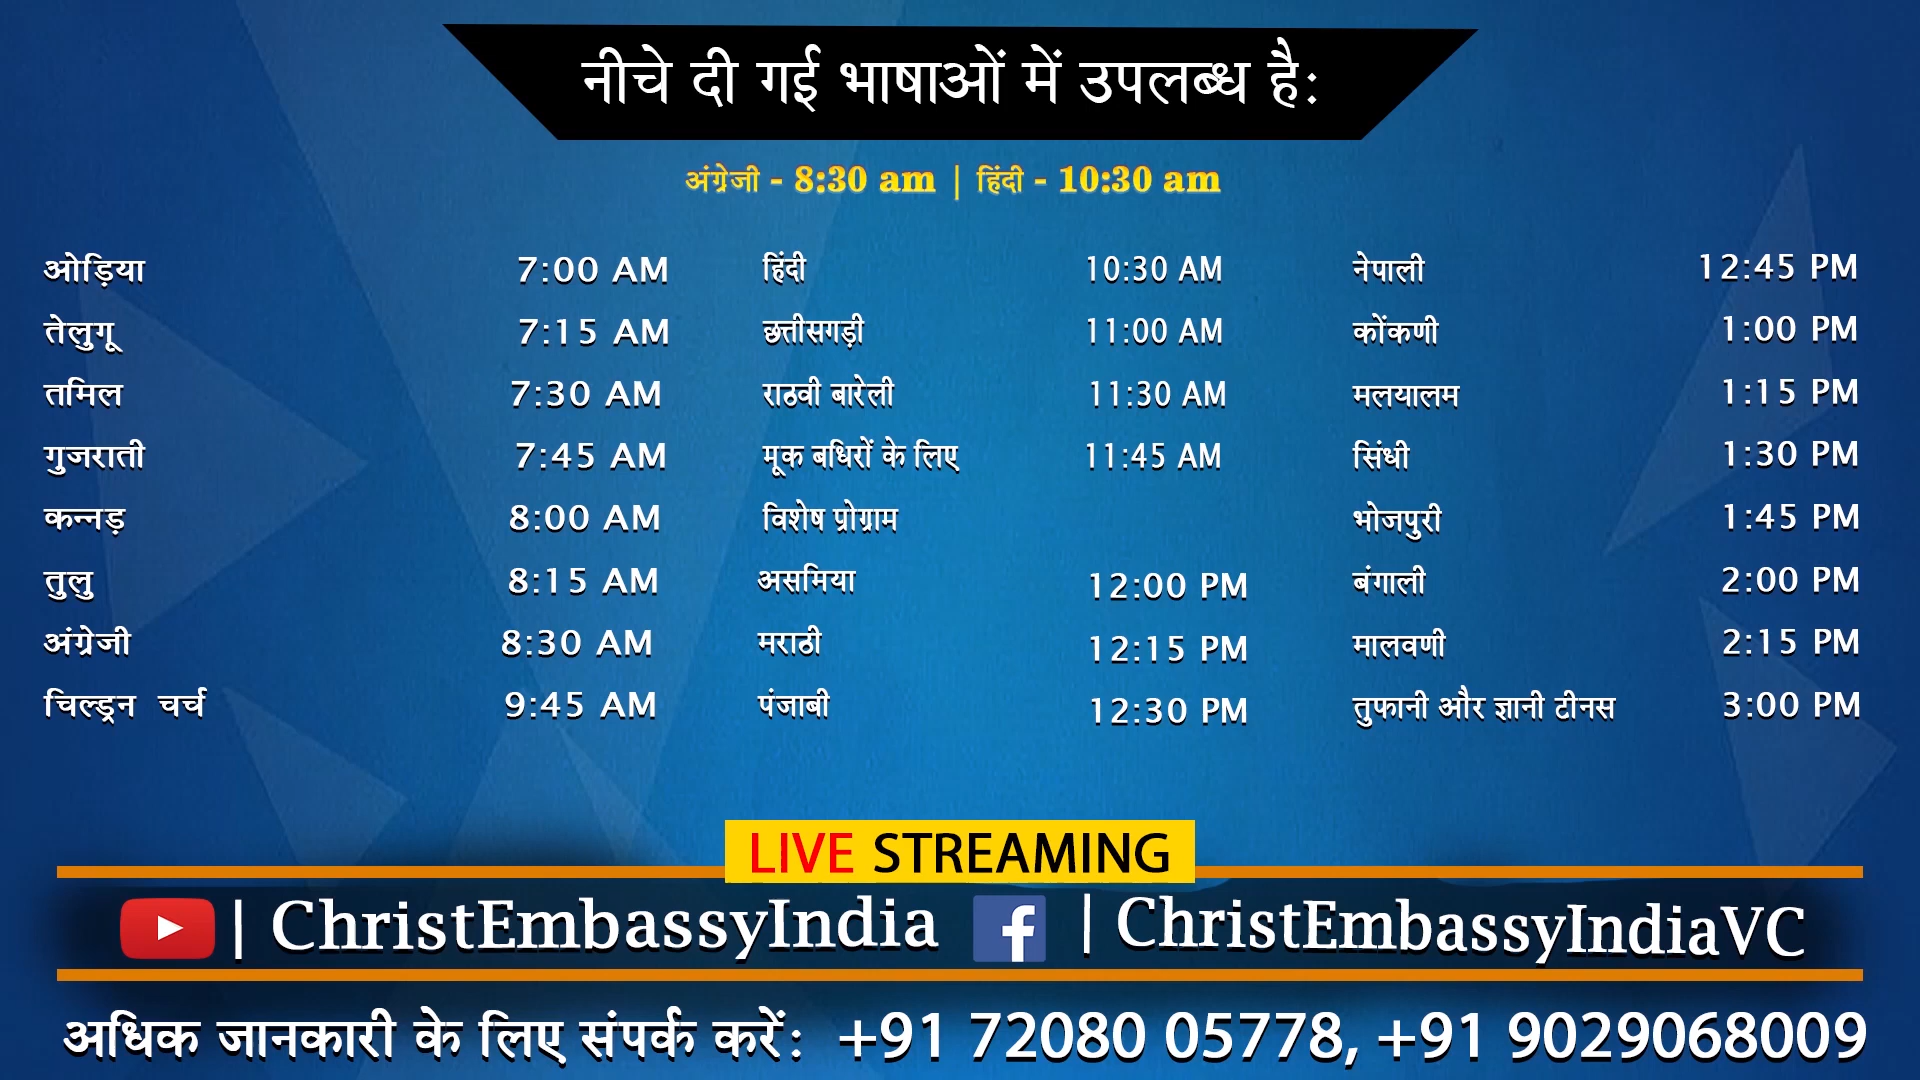 नीचे दी गई भाषाओं में उपलब्ध है:
अंग्रेजी - 8:30 am | हिंदी - 10:30 am
ओड़िया 7:00 AM
तेलुगू 7:15 AM
तमिल 7:30 AM
गुजराती 7:45 AM
कन्नड़ 8:00 AM
तुलु 8:15 AM
अंग्रेजी 8:30 AM
चिल्ड्रन चर्च 9:45 AM
हिंदी 10:30 AM
छत्तीसगड़ी 11:00 AM
राठवी बारेली 11:30 AM
मूक बधिरों के लिए 11:45 AM
विशेष प्रोग्राम
असमिया 12:00 PM
मराठी 12:15 PM
पंजाबी 12:30 PM
नेपाली 12:45 PM
कोंकणी 1:00 PM
मलयालम 1:15 PM
सिंधी 1:30 PM
भोजपुरी 1:45 PM
बंगाली 2:00 PM
मालवणी 2:15 PM
तुफानी और ज्ञानी टीनस 3:00 PM
LIVE STREAMING
| ChristEmbassyIndia f | ChristEmbassyIndiaVC
अधिक जानकारी के लिए संपर्क करें: +91 72080 05778, +91 9029068009